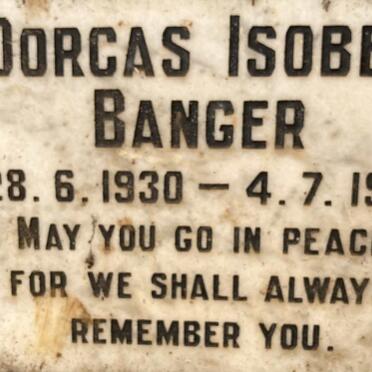 DORCAS ISOBE
BANGER
28.6.1930 — 4.7.19
MAY YOU GO IN PEAC
FOR WE SHALL ALWAY
REMEMBER YOU.